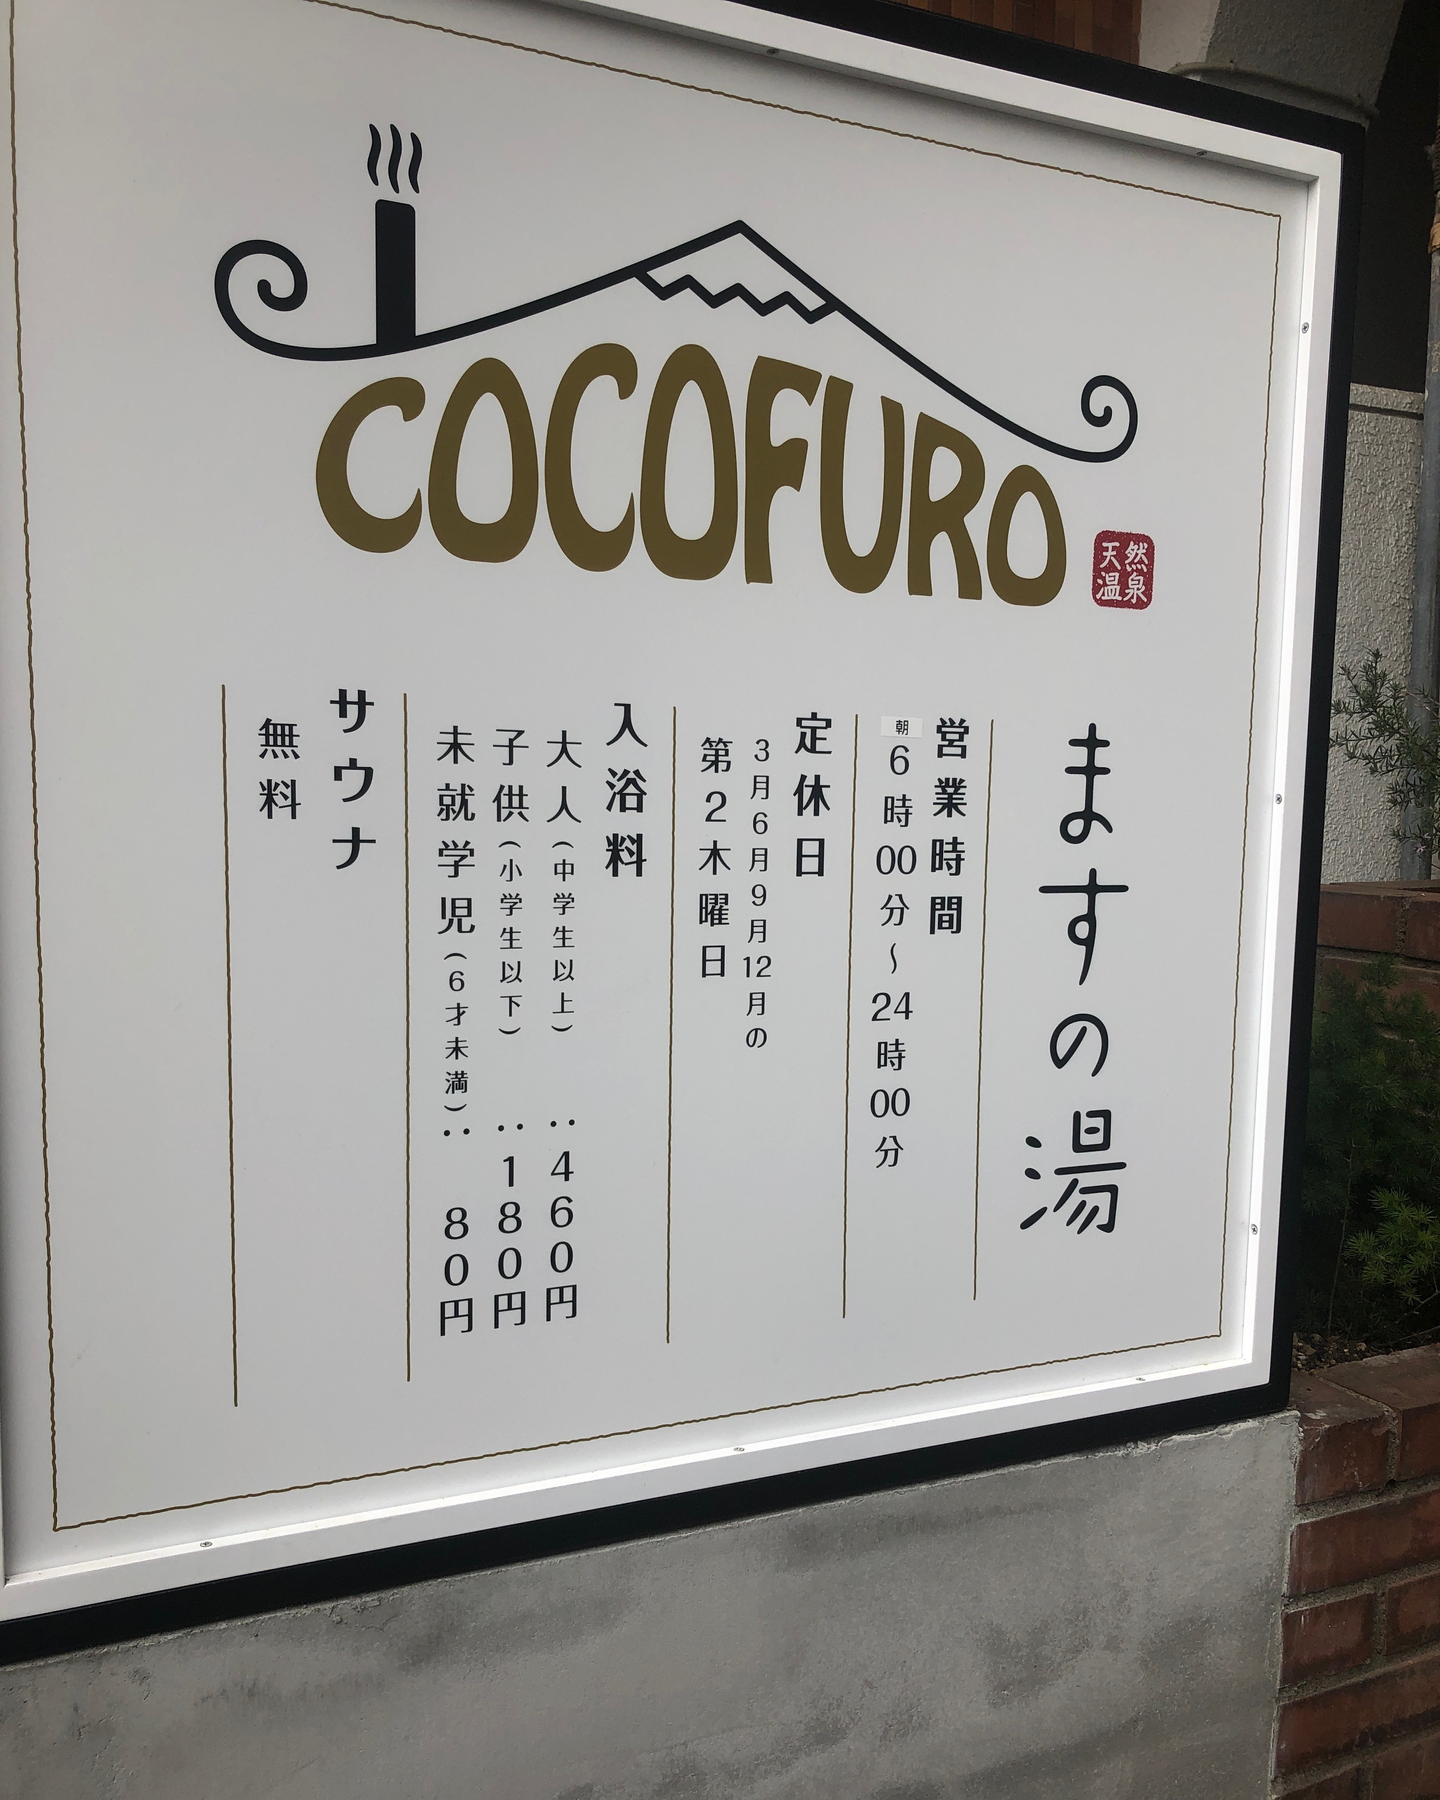 COCOFURO
天然
温泉
ますの湯
営業時間
朝6時00分〜24時00分
定休日
3月6月9月12月の
第2木曜日
入浴料
大人(中学生以上)‥460円
子供(小学生以下)‥180円
未就学児(6才未満)‥80円
サウナ
無料